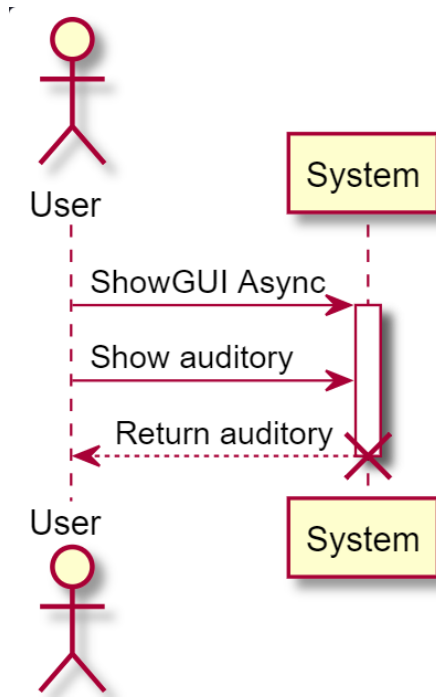 User
System
ShowGUI Async
Show auditory
Return auditory
User
System